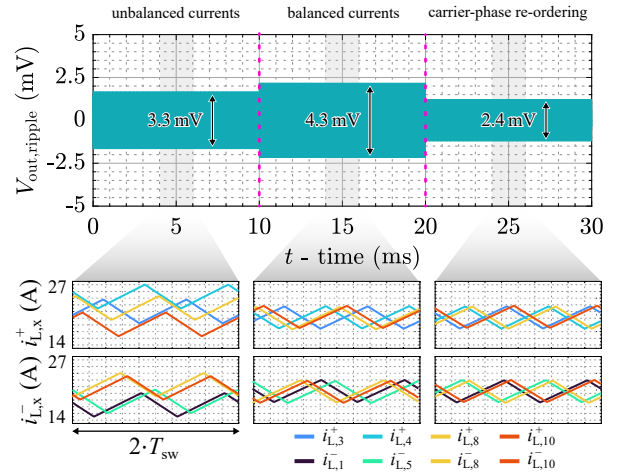 unbalanced currents balanced currents carrier-phase re-ordering
V_out,ripple (mV)
5
2.5
0
-2.5
-5
3.3 mV 4.3 mV 2.4 mV
0 5 10 15 20 25 30
t - time (ms)
i⁺_L,x (A)
27
14
i⁻_L,x (A)
27
14
2·T_sw
i⁺_L,3 i⁺_L,4 i⁺_L,8 i⁺_L,10
i⁻_L,1 i⁻_L,5 i⁻_L,8 i⁻_L,10